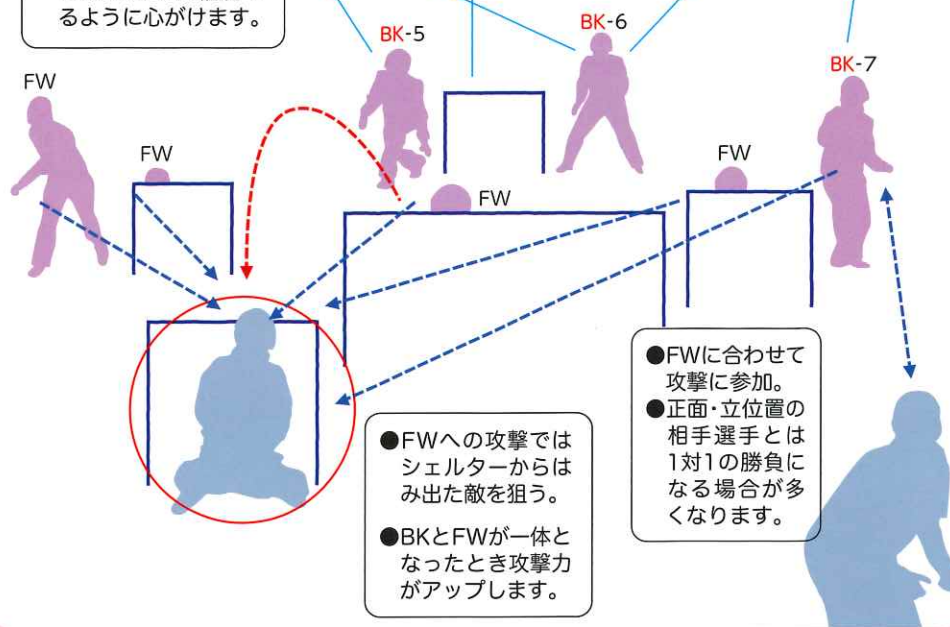 るように心がけます。
BK-5
BK-6
BK-7
FW
FW
FW
FW
●FWに合わせて
攻撃に参加。
●正面・立位置の
相手選手とは
1対1の勝負に
なる場合が多
くなります。
●FWへの攻撃では
シェルターからは
み出た敵を狙う。
●BKとFWが一体と
なったとき攻撃力
がアップします。